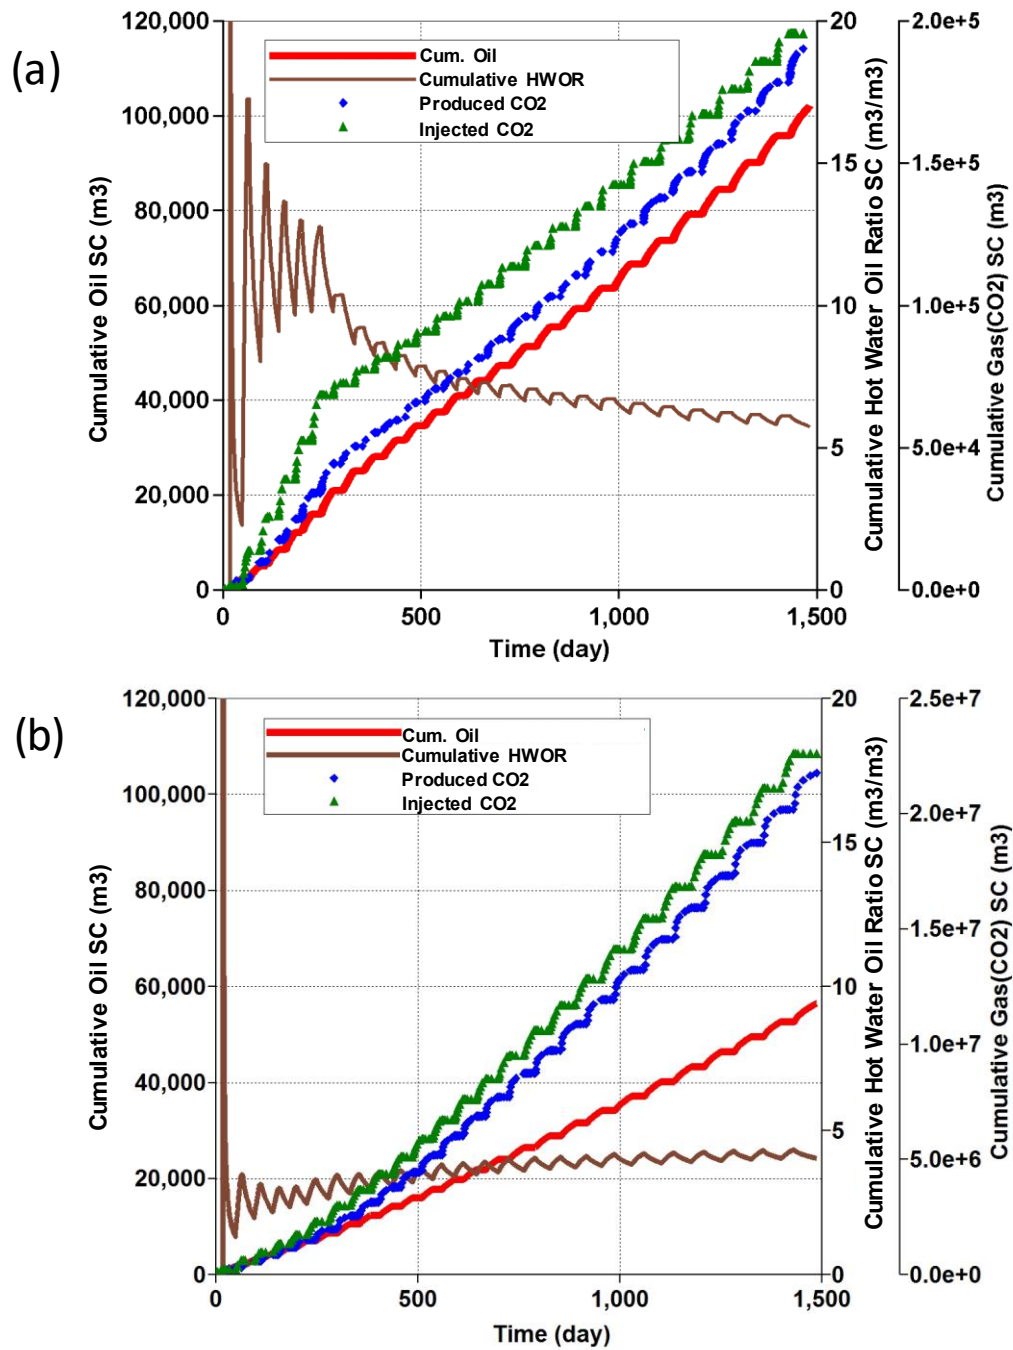 (a)
120,000
100,000
80,000
60,000
40,000
20,000
0
Cumulative Oil SC (m3)
Cum. Oil
Cumulative HWOR
Produced CO2
Injected CO2
20
15
10
5
0
Cumulative Hot Water Oil Ratio SC (m3/m3)
2.0e+5
1.5e+5
1.0e+5
5.0e+4
0.0e+0
Cumulative Gas(CO2) SC (m3)
0
500
1,000
1,500
Time (day)
(b)
120,000
100,000
80,000
60,000
40,000
20,000
0
Cumulative Oil SC (m3)
Cum. Oil
Cumulative HWOR
Produced CO2
Injected CO2
20
15
10
5
0
Cumulative Hot Water Oil Ratio SC (m3/m3)
2.5e+7
2.0e+7
1.5e+7
1.0e+7
5.0e+6
0.0e+0
Cumulative Gas(CO2) SC (m3)
0
500
1,000
1,500
Time (day)